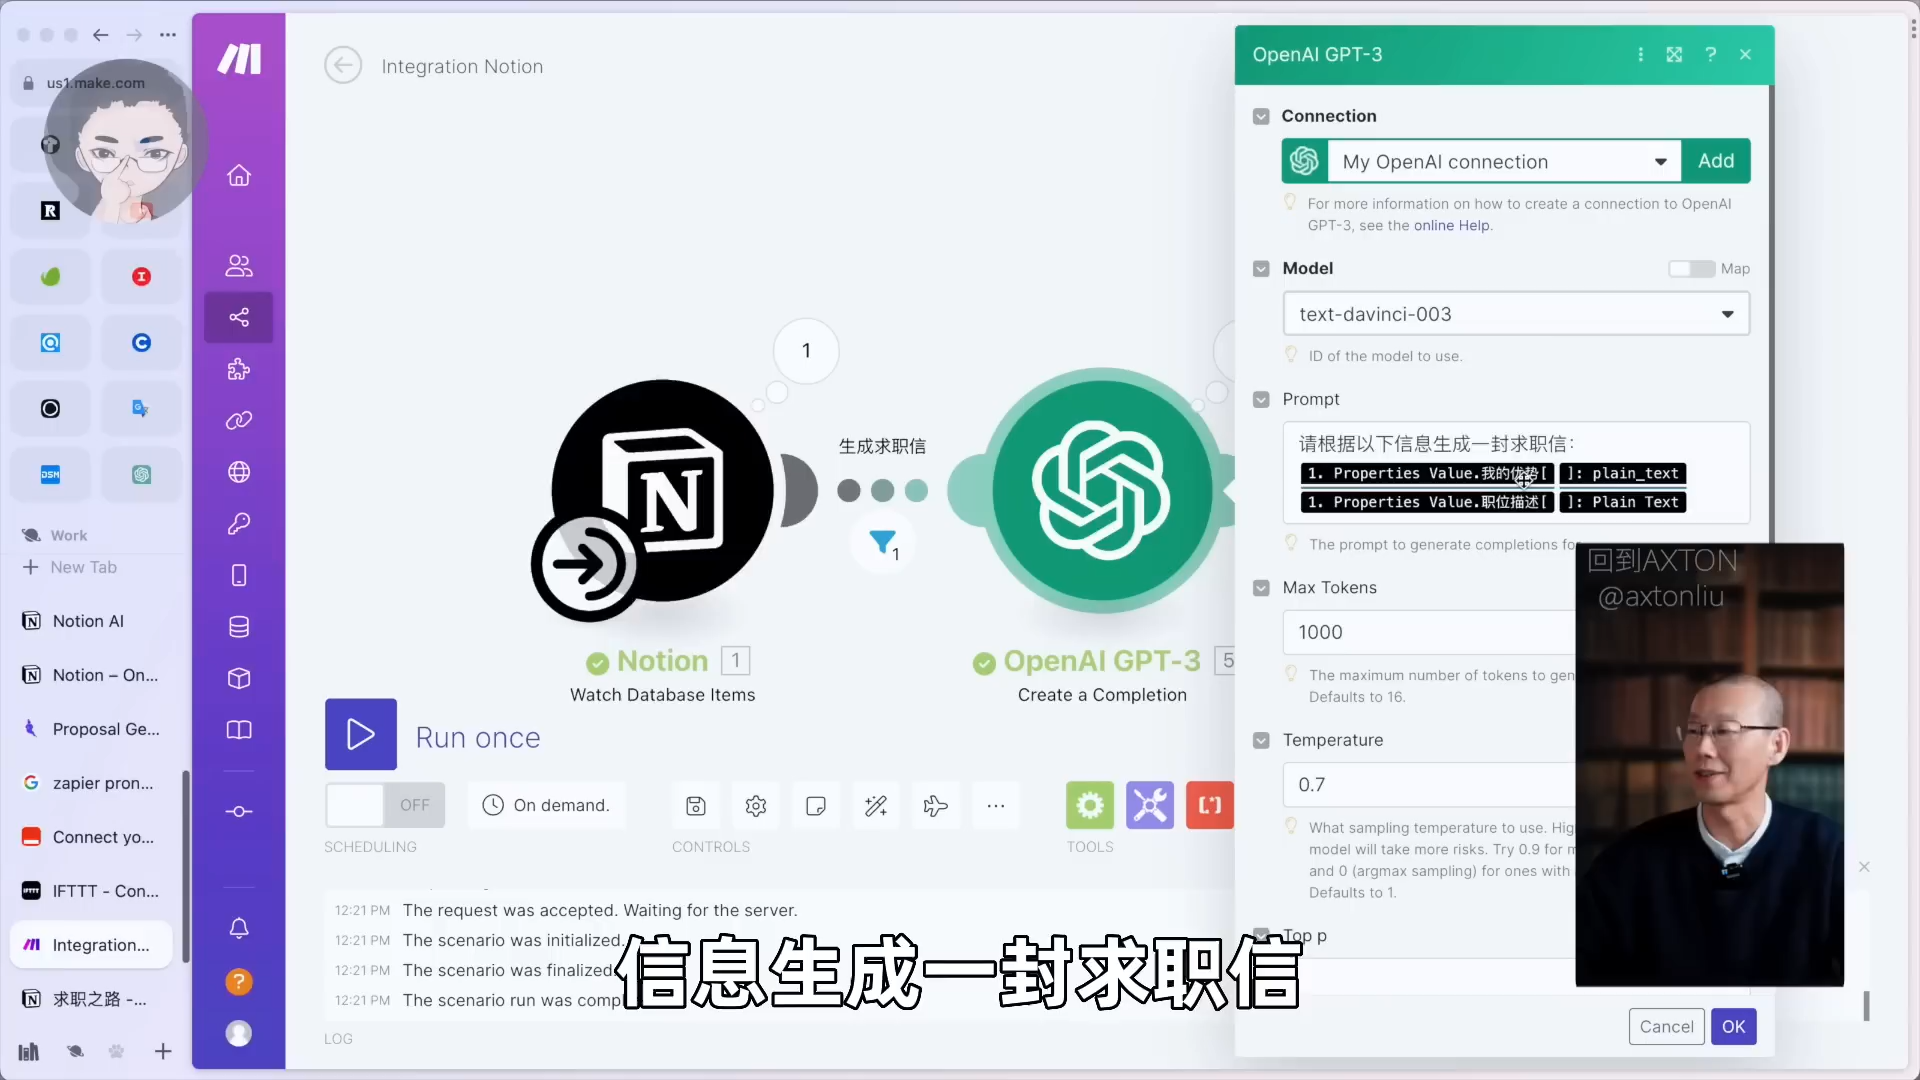 us1.make.com
Work
New Tab
Notion AI
Notion – On...
Proposal Ge...
zapier pron...
Connect yo...
IFTTT - Con...
Integration...
求职之路 -...
Integration Notion
1
生成求职信
1
Notion 1
Watch Database Items
OpenAI GPT-3 5
Create a Completion
Run once
OFF
On demand.
SCHEDULING
CONTROLS
TOOLS
12:21 PM The request was accepted. Waiting for the server.
12:21 PM The scenario was initialized.
12:21 PM The scenario was finalized
12:21 PM The scenario run was comp
LOG
OpenAI GPT-3
Connection
My OpenAI connection
Add
For more information on how to create a connection to OpenAI
GPT-3, see the online Help.
Model
Map
text-davinci-003
ID of the model to use.
Prompt
请根据以下信息生成一封求职信：
1. Properties Value.我的优势[ ]: plain_text
1. Properties Value.职位描述[ ]: Plain Text
The prompt to generate completions fo
Max Tokens
1000
The maximum number of tokens to gen
Defaults to 16.
Temperature
0.7
What sampling temperature to use. Hig
model will take more risks. Try 0.9 for m
and 0 (argmax sampling) for ones with
Defaults to 1.
Top p
Cancel
OK
回到AXTON
@axtonliu
信息生成一封求职信